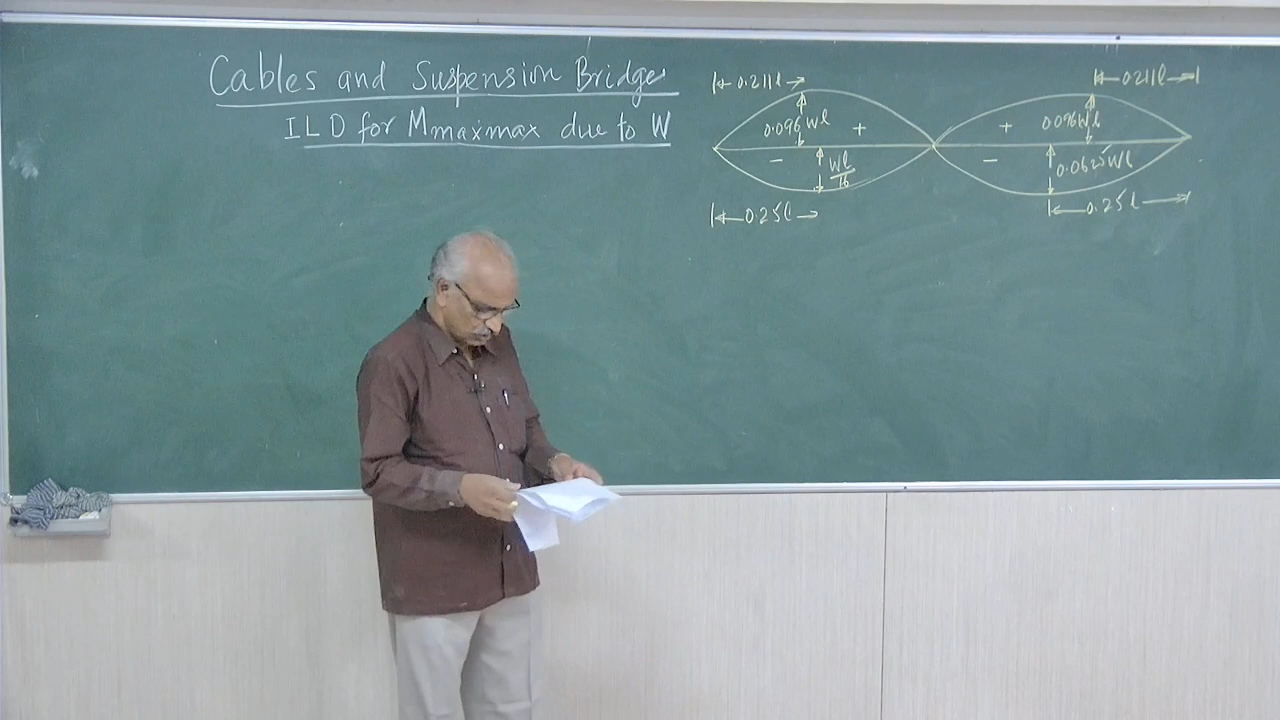 Cables and Suspension Bridges
ILD for Mmaxmax due to W
0.211l
0.211l
0.096 Wl
+
+
0.096Wl
-
Wl/16
-
0.0625Wl
0.25l
0.25l